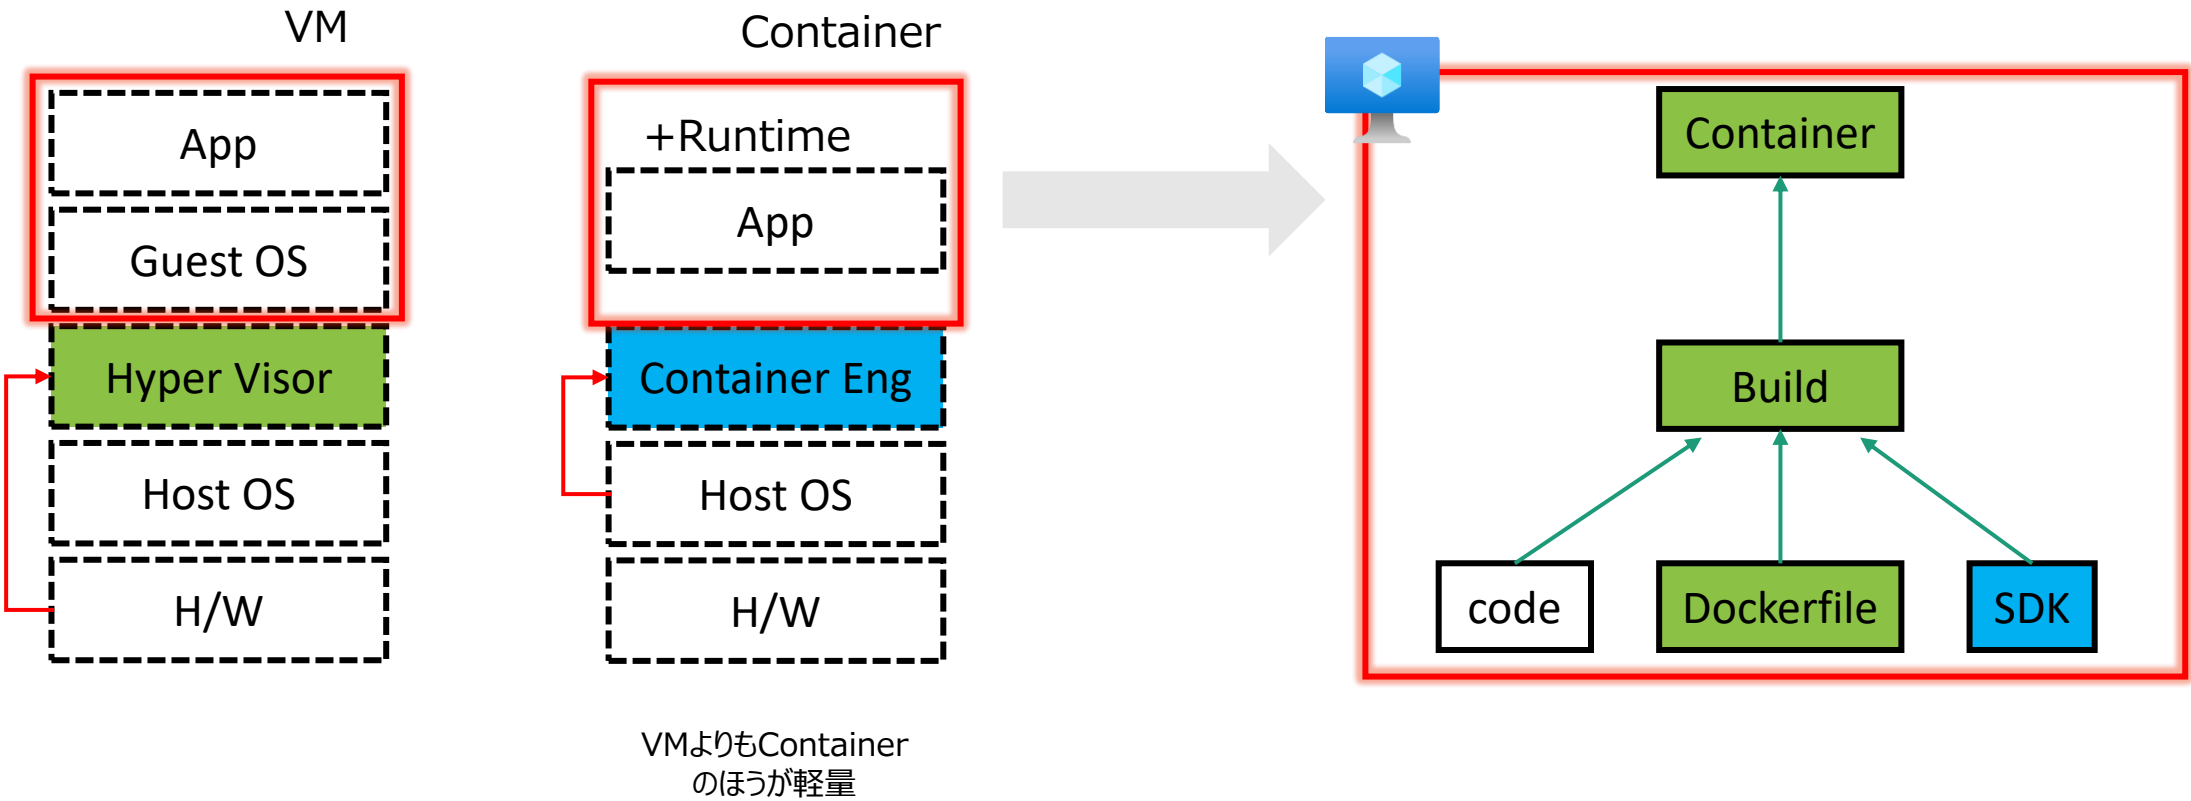 VM
App
Guest OS
Hyper Visor
Host OS
H/W
Container
+Runtime
App
Container Eng
Host OS
H/W
VMよりもContainer
のほうが軽量
Container
Build
code
Dockerfile
SDK